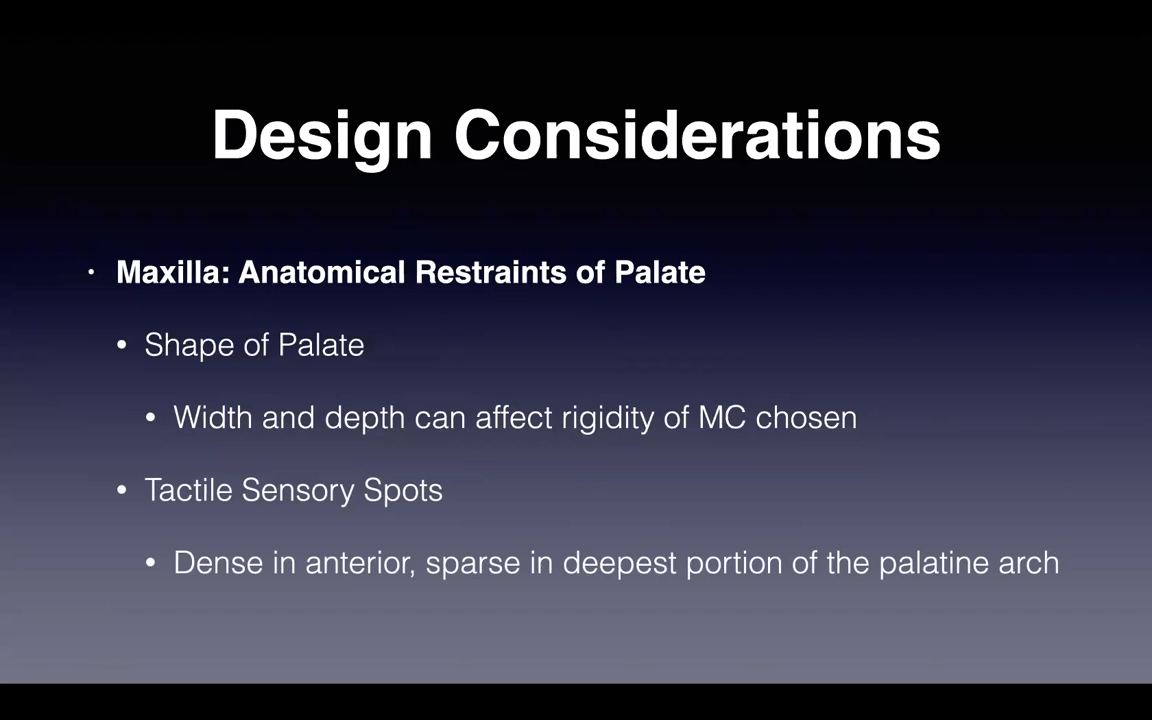 Design Considerations
• Maxilla: Anatomical Restraints of Palate
• Shape of Palate
• Width and depth can affect rigidity of MC chosen
• Tactile Sensory Spots
• Dense in anterior, sparse in deepest portion of the palatine arch